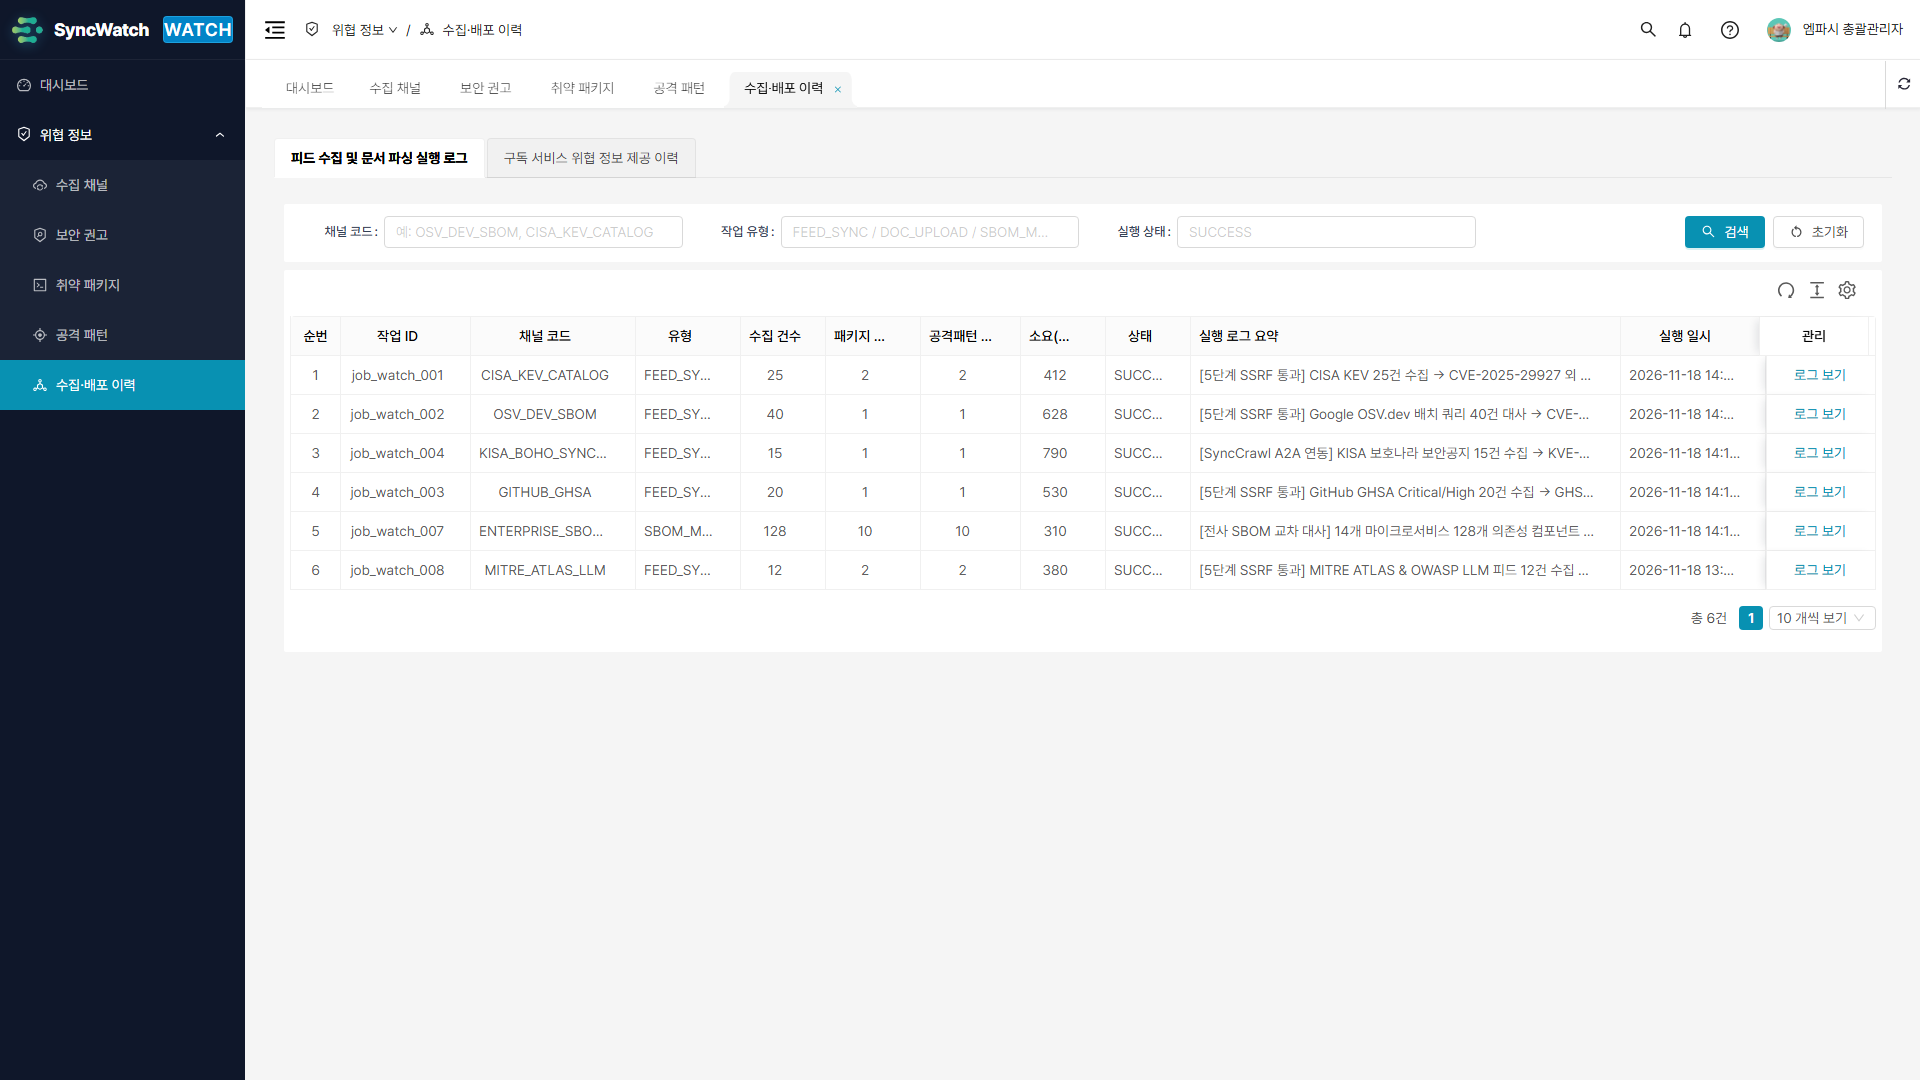 SyncWatch WATCH
대시보드
위협 정보
수집 채널
보안 권고
취약 패키지
공격 패턴
수집·배포 이력
위협 정보 / 수집·배포 이력
엠파시 총괄관리자
대시보드 수집 채널 보안 권고 취약 패키지 공격 패턴 수집·배포 이력 ×
피드 수집 및 문서 파싱 실행 로그 구독 서비스 위협 정보 제공 이력
채널 코드 : 예: OSV_DEV_SBOM, CISA_KEV_CATALOG 작업 유형 : FEED_SYNC / DOC_UPLOAD / SBOM_M... 실행 상태 : SUCCESS 검색 초기화
순번 작업 ID 채널 코드 유형 수집 건수 패키지 ... 공격패턴 ... 소요(... 상태 실행 로그 요약 실행 일시 관리
1 job_watch_001 CISA_KEV_CATALOG FEED_SY... 25 2 2 412 SUCC... [5단계 SSRF 통과] CISA KEV 25건 수집 → CVE-2025-29927 외 ... 2026-11-18 14:... 로그 보기
2 job_watch_002 OSV_DEV_SBOM FEED_SY... 40 1 1 628 SUCC... [5단계 SSRF 통과] Google OSV.dev 배치 쿼리 40건 대사 → CVE-... 2026-11-18 14:... 로그 보기
3 job_watch_004 KISA_BOHO_SYNC... FEED_SY... 15 1 1 790 SUCC... [SyncCrawl A2A 연동] KISA 보호나라 보안공지 15건 수집 → KVE-... 2026-11-18 14:1... 로그 보기
4 job_watch_003 GITHUB_GHSA FEED_SY... 20 1 1 530 SUCC... [5단계 SSRF 통과] GitHub GHSA Critical/High 20건 수집 → GHS... 2026-11-18 14:1... 로그 보기
5 job_watch_007 ENTERPRISE_SBO... SBOM_M... 128 10 10 310 SUCC... [전사 SBOM 교차 대사] 14개 마이크로서비스 128개 의존성 컴포넌트 ... 2026-11-18 14:1... 로그 보기
6 job_watch_008 MITRE_ATLAS_LLM FEED_SY... 12 2 2 380 SUCC... [5단계 SSRF 통과] MITRE ATLAS & OWASP LLM 피드 12건 수집 ... 2026-11-18 13:... 로그 보기
총 6건 1 10 개씩 보기